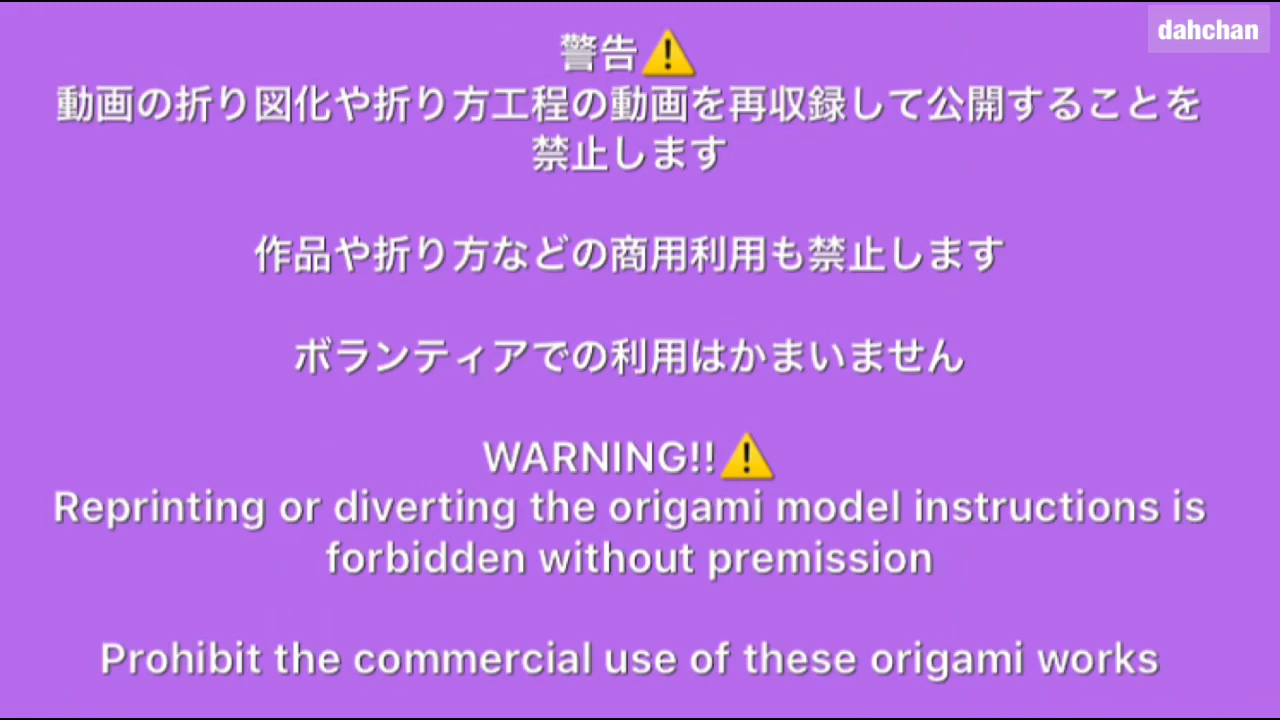 dahchan
警告⚠️
動画の折り図化や折り方工程の動画を再収録して公開することを
禁止します
作品や折り方などの商用利用も禁止します
ボランティアでの利用はかまいません
WARNING!!⚠️
Reprinting or diverting the origami model instructions is
forbidden without premission
Prohibit the commercial use of these origami works